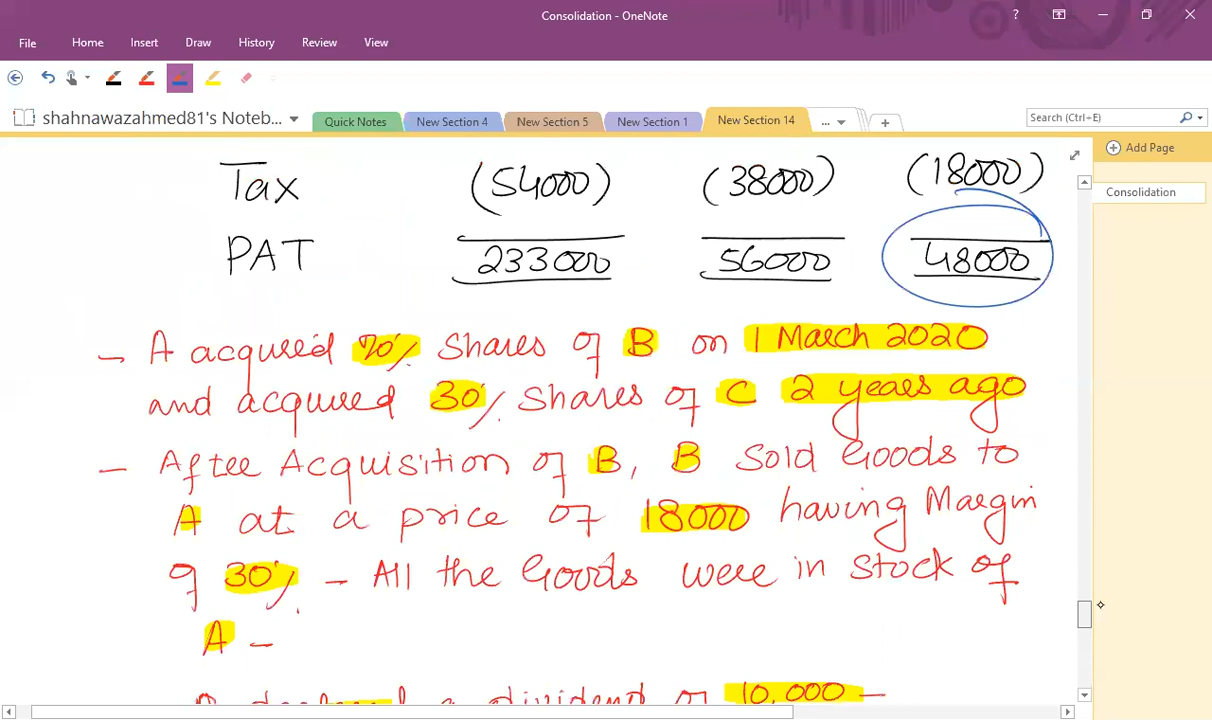 Consolidation - OneNote
?
File Home Insert Draw History Review View
shahnawazahmed81's Noteb... New Section 4 New Section 5 New Section 1 New Section 14 ... + Search (Ctrl+E)
Quick Notes
Add Page
Consolidation
Tax (54000) (38000) (18000)
PAT 233000 56000 48000
- A acquired 70% Shares of B on 1 March 2020
and acquired 30% Shares of C 2 years ago
- After Acquisition of B, B Sold Goods to
A at a price of 18000 having Margin
of 30% - All the Goods were in Stock of
A -
declared a dividend of 10,000 -